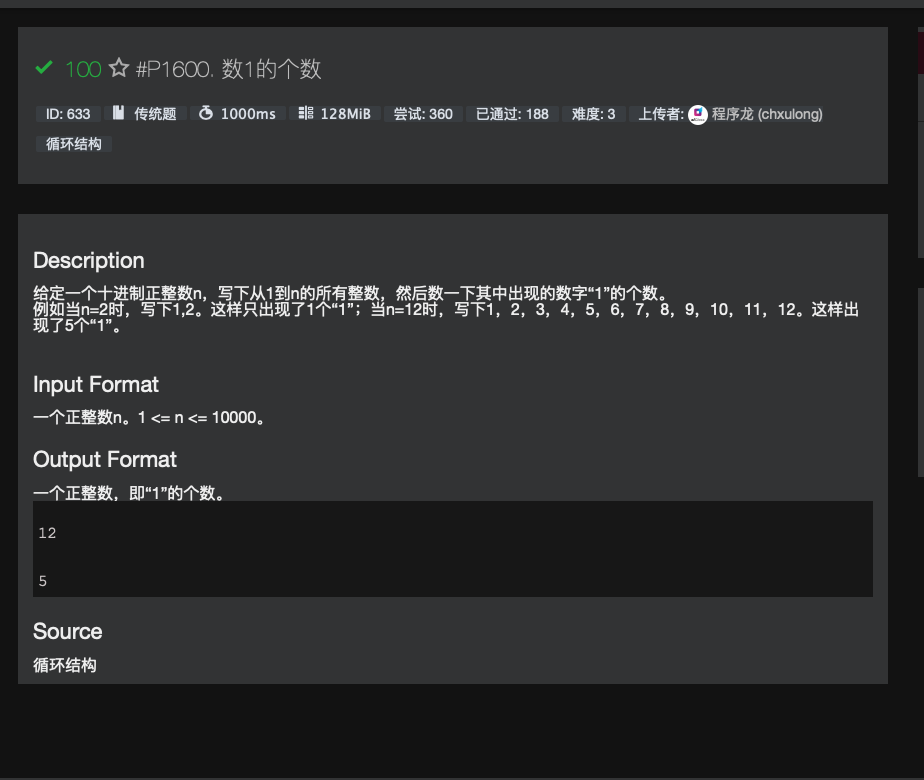 100 #P1600. 数1的个数
ID: 633 传统题 1000ms 128MiB 尝试: 360 已通过: 188 难度: 3 上传者: 程序龙 (chxulong)
循环结构
Description
给定一个十进制正整数n，写下从1到n的所有整数，然后数一下其中出现的数字“1”的个数。
例如当n=2时，写下1,2。这样只出现了1个“1”；当n=12时，写下1，2，3，4，5，6，7，8，9，10，11，12。这样出
现了5个“1”。
Input Format
一个正整数n。1 <= n <= 10000。
Output Format
一个正整数，即“1”的个数。
12
5
Source
循环结构